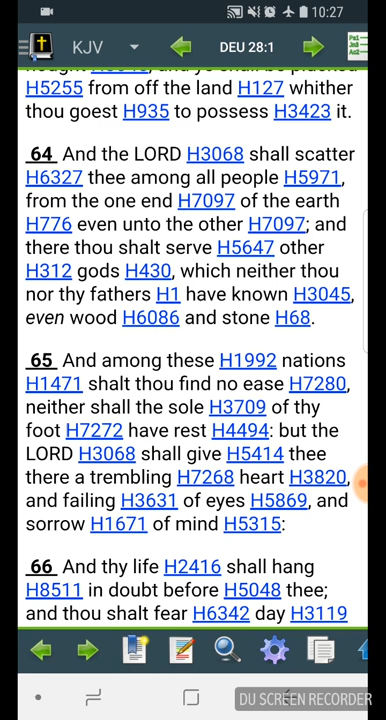 10:27
KJV
DEU 28:1
H5255 from off the land H127 whither
thou goest H935 to possess H3423 it.
64 And the LORD H3068 shall scatter
H6327 thee among all people H5971,
from the one end H7097 of the earth
H776 even unto the other H7097; and
there thou shalt serve H5647 other
H312 gods H430, which neither thou
nor thy fathers H1 have known H3045,
even wood H6086 and stone H68.
65 And among these H1992 nations
H1471 shalt thou find no ease H7280,
neither shall the sole H3709 of thy
foot H7272 have rest H4494: but the
LORD H3068 shall give H5414 thee
there a trembling H7268 heart H3820,
and failing H3631 of eyes H5869, and
sorrow H1671 of mind H5315:
66 And thy life H2416 shall hang
H8511 in doubt before H5048 thee;
and thou shalt fear H6342 day H3119
DU SCREEN RECORDER